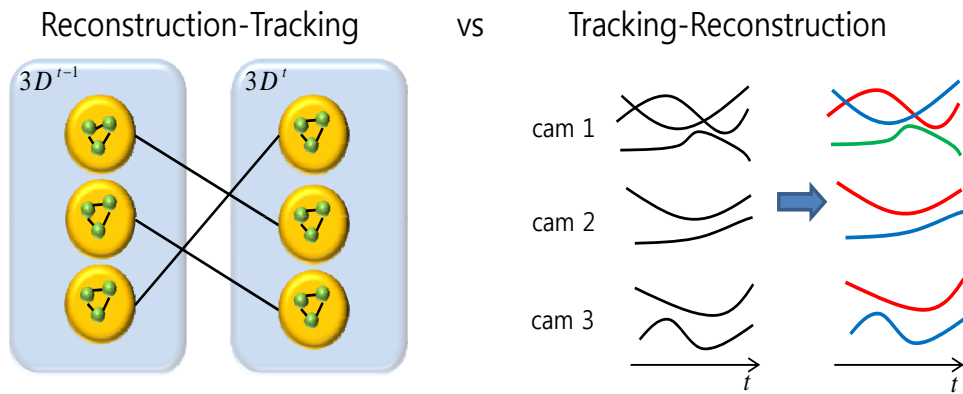 Reconstruction-Tracking vs Tracking-Reconstruction
3D^{t-1} 3D^{t}
cam 1
cam 2
cam 3
t t